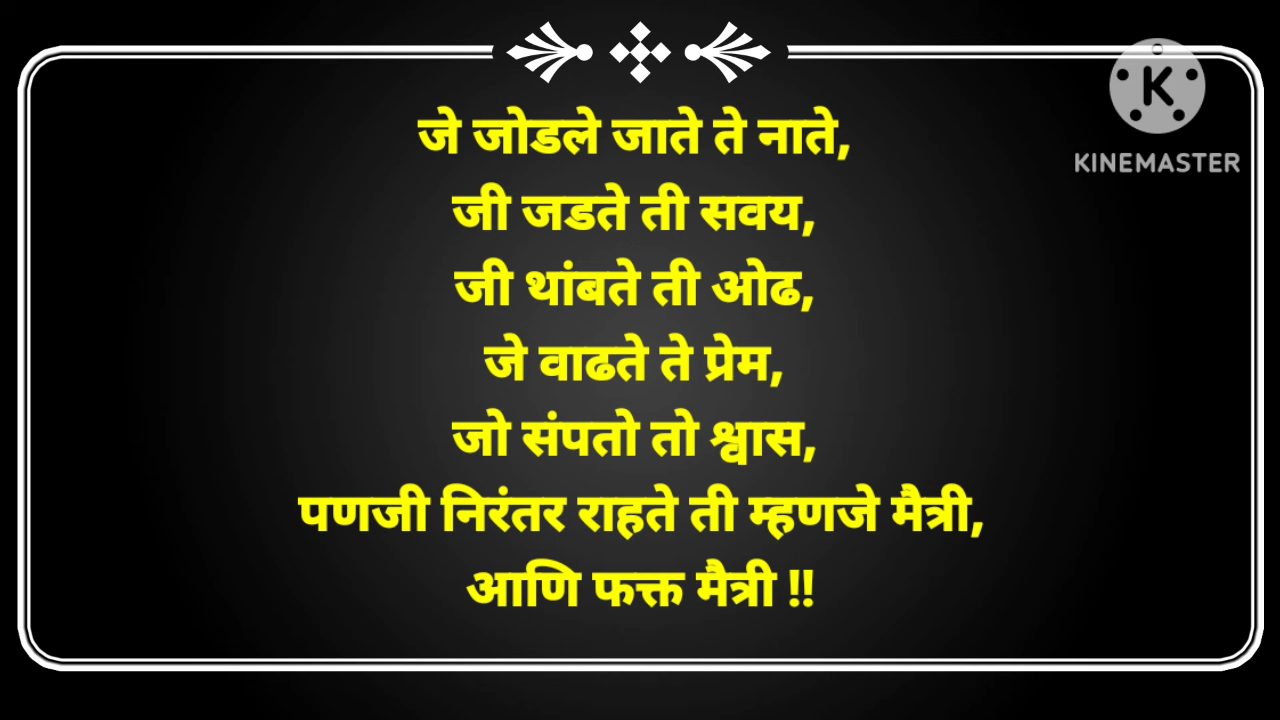 जे जोडले जाते ते नाते,
KINEMASTER
जी जडते ती सवय,
जी थांबते ती ओढ,
जे वाढते ते प्रेम,
जो संपतो तो श्वास,
पणजी निरंतर राहते ती म्हणजे मैत्री,
आणि फक्त मैत्री !!